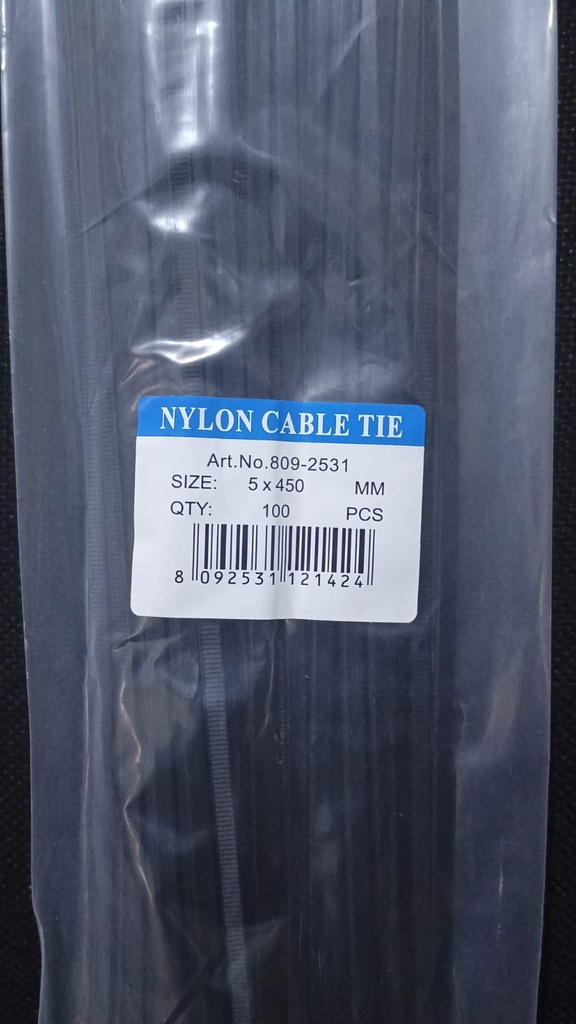 NYLON CABLE TIE
Art.No.809-2531
SIZE: 5 x 450 MM
QTY: 100 PCS
8 092531 121424